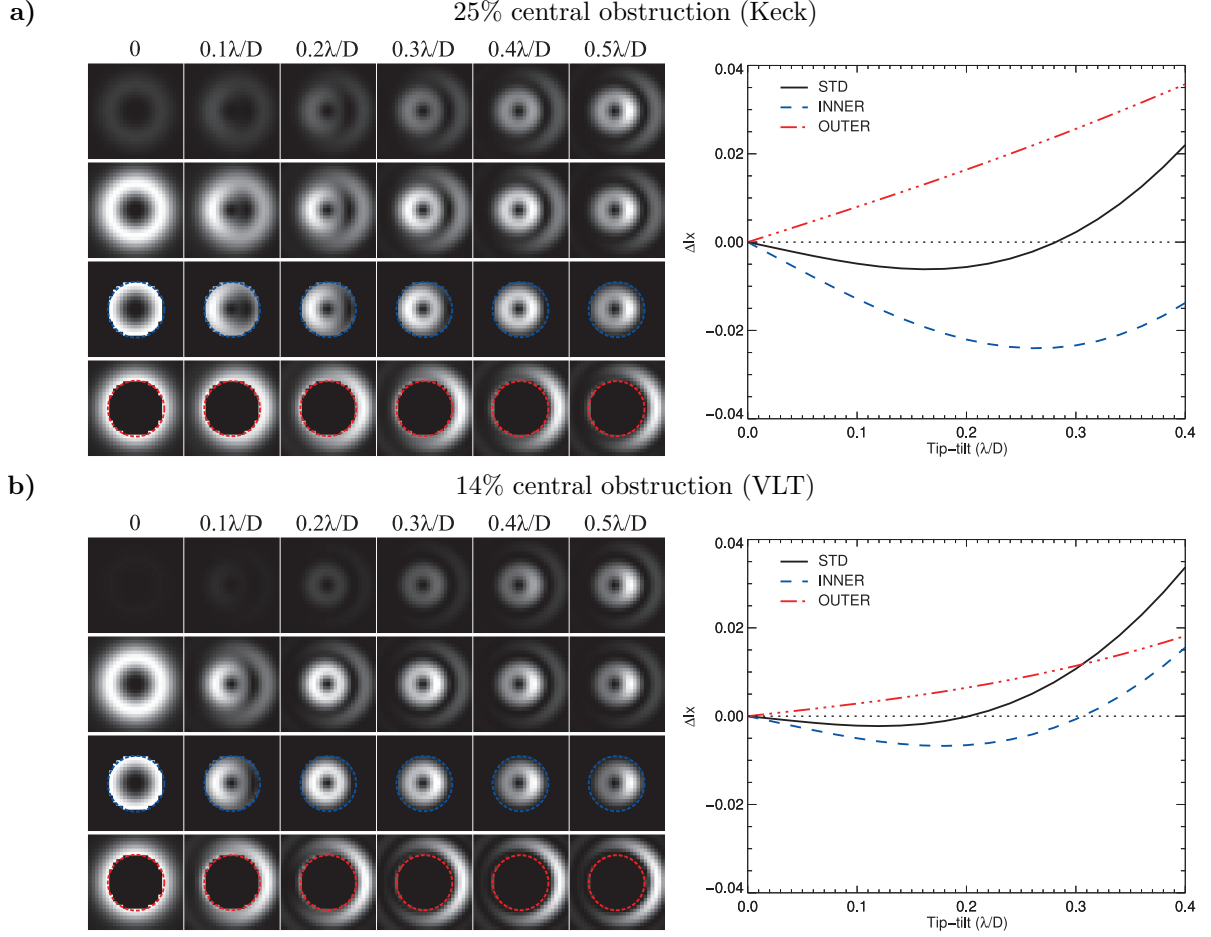 a)
25% central obstruction (Keck)
0 0.1λ/D 0.2λ/D 0.3λ/D 0.4λ/D 0.5λ/D
0.04
0.02
0.00
−0.02
−0.04
ΔIx
STD
INNER
OUTER
0.0 0.1 0.2 0.3 0.4
Tip−tilt (λ/D)
b)
14% central obstruction (VLT)
0 0.1λ/D 0.2λ/D 0.3λ/D 0.4λ/D 0.5λ/D
0.04
0.02
0.00
−0.02
−0.04
ΔIx
STD
INNER
OUTER
0.0 0.1 0.2 0.3 0.4
Tip−tilt (λ/D)